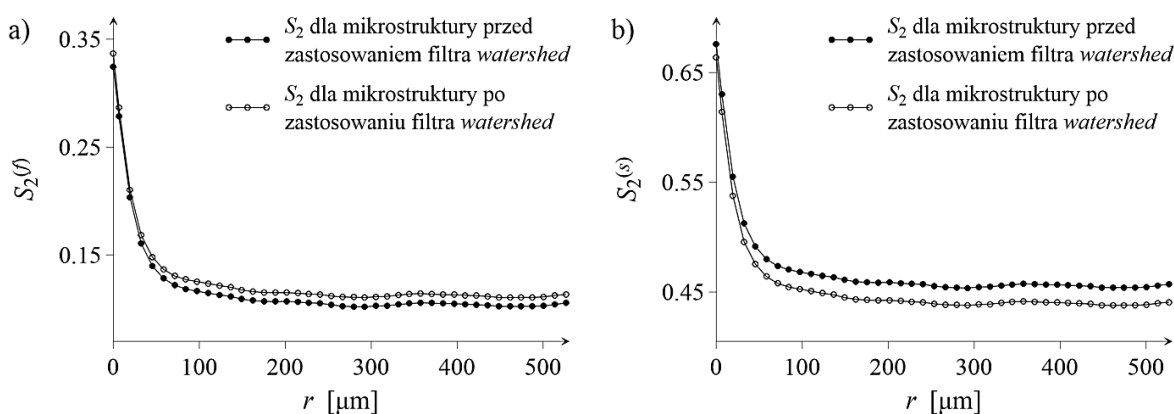 a)
S₂ dla mikrostruktury przed
zastosowaniem filtra watershed
S₂ dla mikrostruktury po
zastosowaniu filtra watershed
S₂⁽ᶠ⁾
0.35
0.25
0.15
0
100
200
300
400
500
r [μm]
b)
S₂ dla mikrostruktury przed
zastosowaniem filtra watershed
S₂ dla mikrostruktury po
zastosowaniu filtra watershed
S₂⁽ˢ⁾
0.65
0.55
0.45
0
100
200
300
400
500
r [μm]